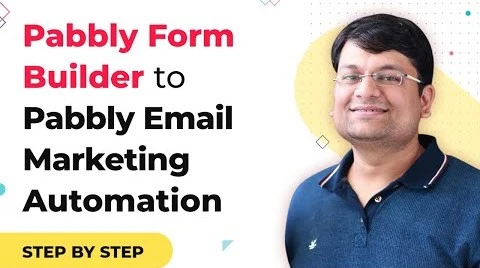 Pabbly Form
Builder to
Pabbly Email
Marketing
Automation
STEP BY STEP